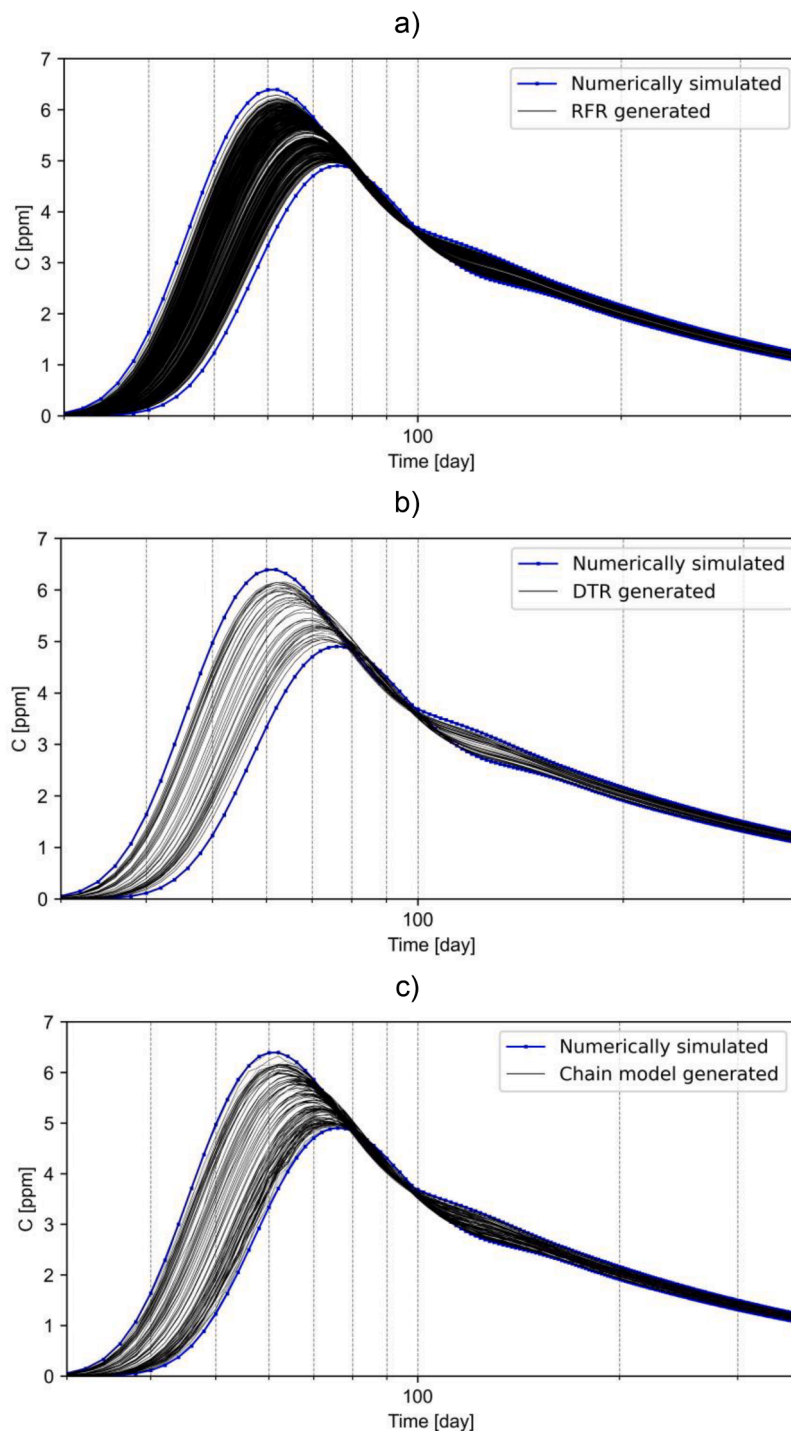 a)
7
6
5
4
3
2
1
0
C [ppm]
Numerically simulated
RFR generated
100
Time [day]
b)
7
6
5
4
3
2
1
0
C [ppm]
Numerically simulated
DTR generated
100
Time [day]
c)
7
6
5
4
3
2
1
0
C [ppm]
Numerically simulated
Chain model generated
100
Time [day]